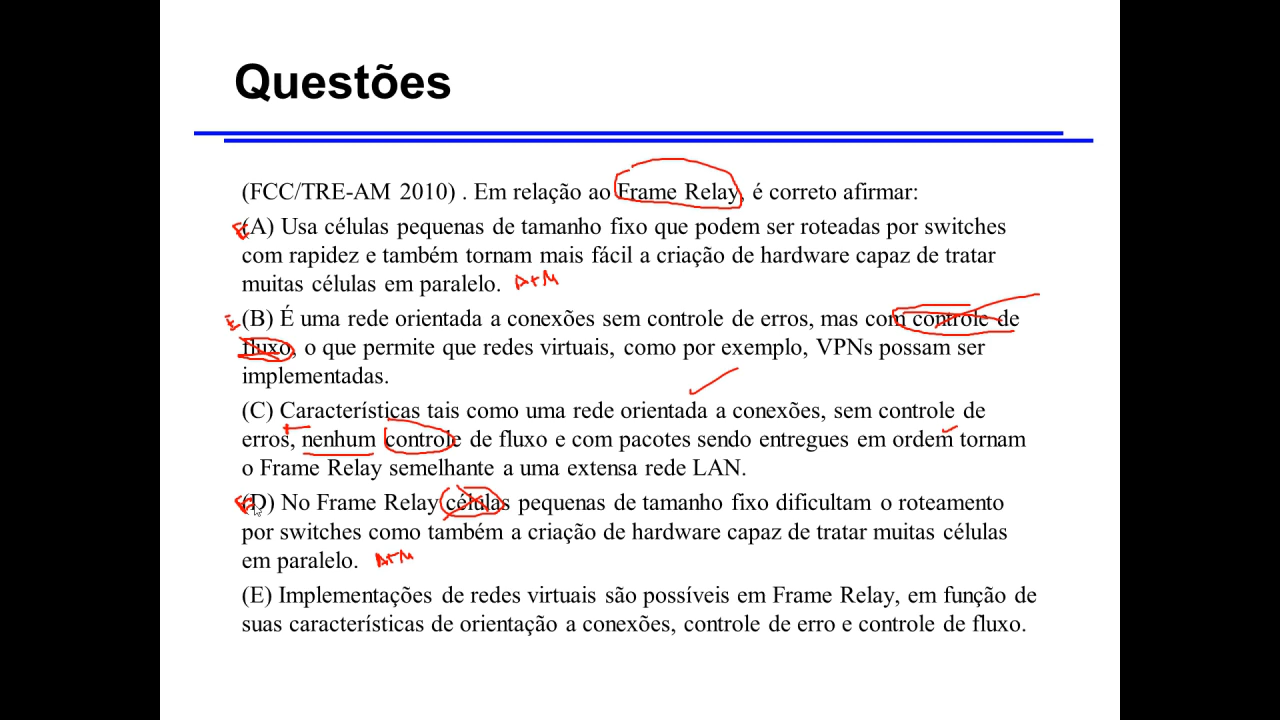 Questões
(FCC/TRE-AM 2010) . Em relação ao Frame Relay, é correto afirmar:
E (A) Usa células pequenas de tamanho fixo que podem ser roteadas por switches
com rapidez e também tornam mais fácil a criação de hardware capaz de tratar
muitas células em paralelo. ATM
E (B) É uma rede orientada a conexões sem controle de erros, mas com controle de
fluxo, o que permite que redes virtuais, como por exemplo, VPNs possam ser
implementadas.
(C) Características tais como uma rede orientada a conexões, sem controle de
erros, nenhum controle de fluxo e com pacotes sendo entregues em ordem tornam
o Frame Relay semelhante a uma extensa rede LAN.
E (D) No Frame Relay células pequenas de tamanho fixo dificultam o roteamento
por switches como também a criação de hardware capaz de tratar muitas células
em paralelo. ATM
(E) Implementações de redes virtuais são possíveis em Frame Relay, em função de
suas características de orientação a conexões, controle de erro e controle de fluxo.